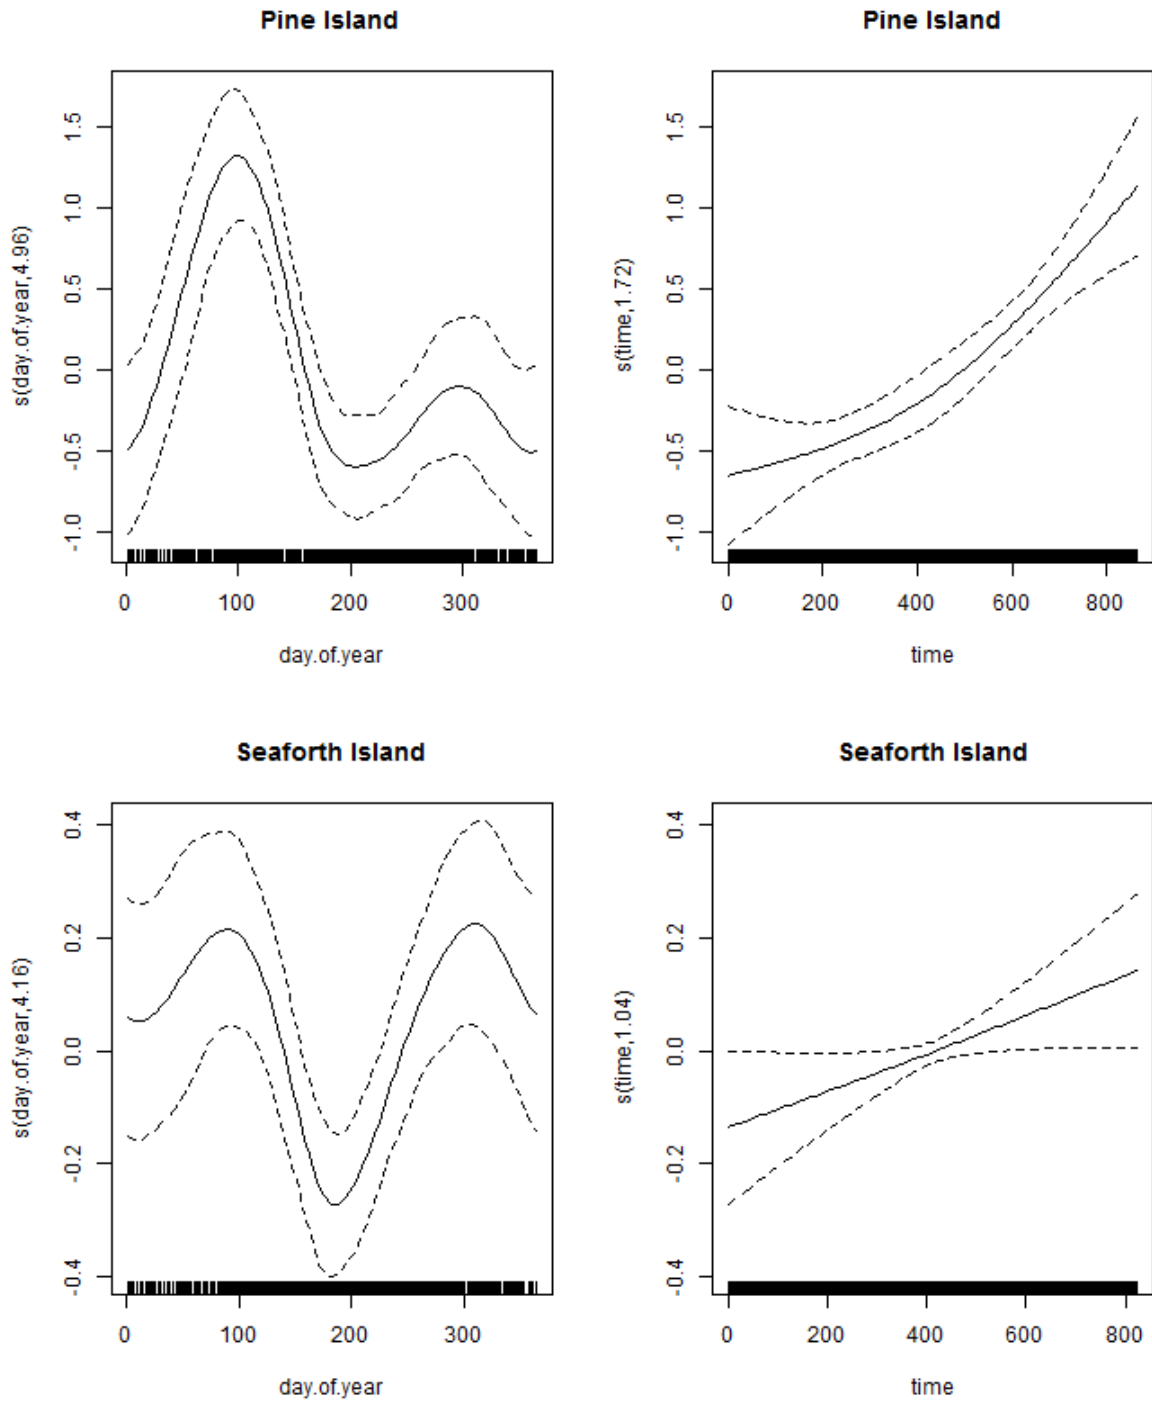 Pine Island
s(day.of.year,4.96)
1.5
1.0
0.5
0.0
-0.5
-1.0
0 100 200 300
day.of.year
Pine Island
s(time,1.72)
1.5
1.0
0.5
0.0
-0.5
-1.0
0 200 400 600 800
time
Seaforth Island
s(day.of.year,4.16)
0.4
0.2
0.0
-0.2
-0.4
0 100 200 300
day.of.year
Seaforth Island
s(time,1.04)
0.4
0.2
0.0
-0.2
-0.4
0 200 400 600 800
time